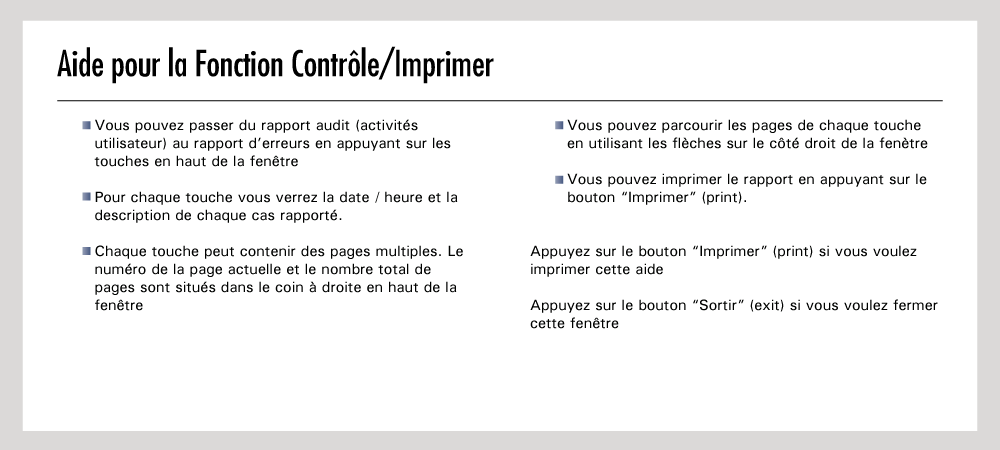 Aide pour la Fonction Contrôle/Imprimer
Vous pouvez passer du rapport audit (activités
utilisateur) au rapport d'erreurs en appuyant sur les
touches en haut de la fenêtre
Pour chaque touche vous verrez la date / heure et la
description de chaque cas rapporté.
Chaque touche peut contenir des pages multiples. Le
numéro de la page actuelle et le nombre total de
pages sont situés dans le coin à droite en haut de la
fenêtre
Vous pouvez parcourir les pages de chaque touche
en utilisant les flèches sur le côté droit de la fenètre
Vous pouvez imprimer le rapport en appuyant sur le
bouton “Imprimer” (print).
Appuyez sur le bouton “Imprimer” (print) si vous voulez
imprimer cette aide
Appuyez sur le bouton “Sortir” (exit) si vous voulez fermer
cette fenêtre